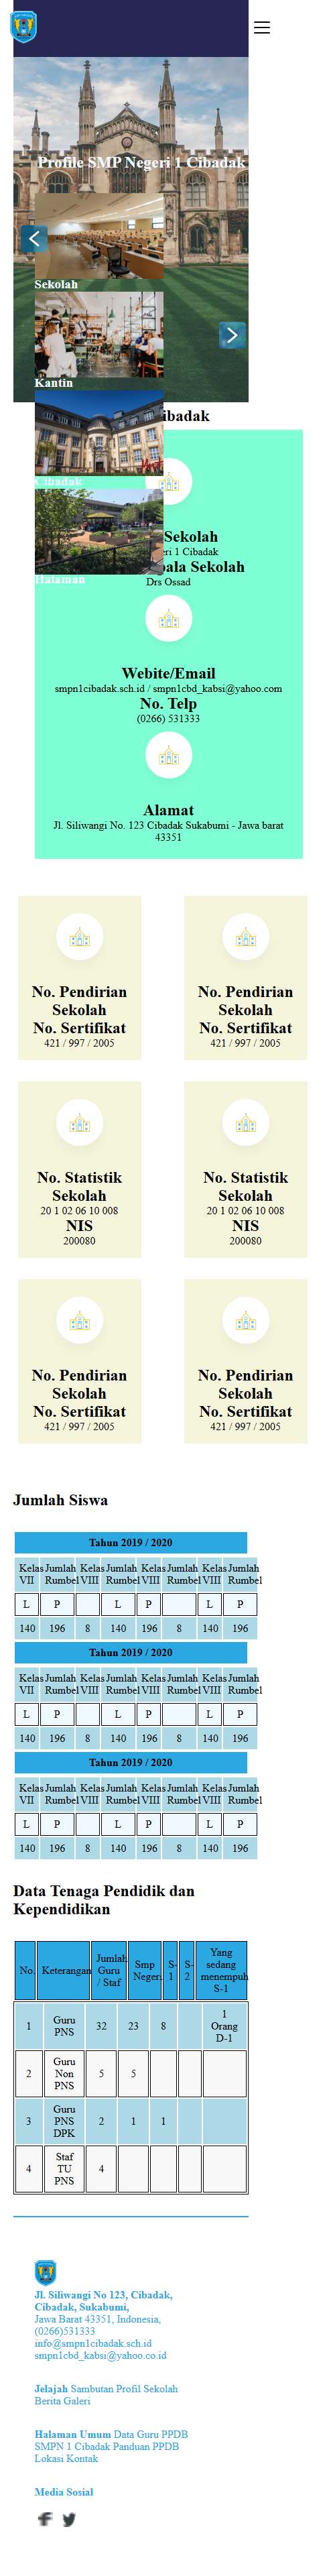 Profile SMP Negeri 1 Cibadak
Sekolah
Kantin
Cibadak
Halaman
ibadak
Sekolah
eri 1 Cibadak
ala Sekolah
Drs Ossad
Webite/Email
smpn1cibadak.sch.id / smpn1cbd_kabsi@yahoo.com
No. Telp
(0266) 531333
Alamat
Jl. Siliwangi No. 123 Cibadak Sukabumi - Jawa barat
43351
No. Pendirian
Sekolah
No. Sertifikat
421 / 997 / 2005
No. Pendirian
Sekolah
No. Sertifikat
421 / 997 / 2005
No. Statistik
Sekolah
20 1 02 06 10 008
NIS
200080
No. Statistik
Sekolah
20 1 02 06 10 008
NIS
200080
No. Pendirian
Sekolah
No. Sertifikat
421 / 997 / 2005
No. Pendirian
Sekolah
No. Sertifikat
421 / 997 / 2005
Jumlah Siswa
Tahun 2019 / 2020
Kelas Jumlah Kelas Jumlah Kelas Jumlah Kelas Jumlah
VII Rumbel VIII Rumbel VIII Rumbel VIII Rumbel
L P L P L P
140 196 8 140 196 8 140 196
Tahun 2019 / 2020
Kelas Jumlah Kelas Jumlah Kelas Jumlah Kelas Jumlah
VII Rumbel VIII Rumbel VIII Rumbel VIII Rumbel
L P L P L P
140 196 8 140 196 8 140 196
Tahun 2019 / 2020
Kelas Jumlah Kelas Jumlah Kelas Jumlah Kelas Jumlah
VII Rumbel VIII Rumbel VIII Rumbel VIII Rumbel
L P L P L P
140 196 8 140 196 8 140 196
Data Tenaga Pendidik dan
Kependidikan
No. Keterangan Jumlah Guru / Staf Smp Negeri S-1 S-2 Yang sedang menempuh S-1
1 Guru PNS 32 23 8 1 Orang D-1
2 Guru Non PNS 5 5
3 Guru PNS DPK 2 1 1
4 Staf TU PNS 4
Jl. Siliwangi No 123, Cibadak,
Cibadak, Sukabumi,
Jawa Barat 43351, Indonesia,
(0266)531333
info@smpn1cibadak.sch.id
smpn1cbd_kabsi@yahoo.co.id
Jelajah Sambutan Profil Sekolah
Berita Galeri
Halaman Umum Data Guru PPDB
SMPN 1 Cibadak Panduan PPDB
Lokasi Kontak
Media Sosial